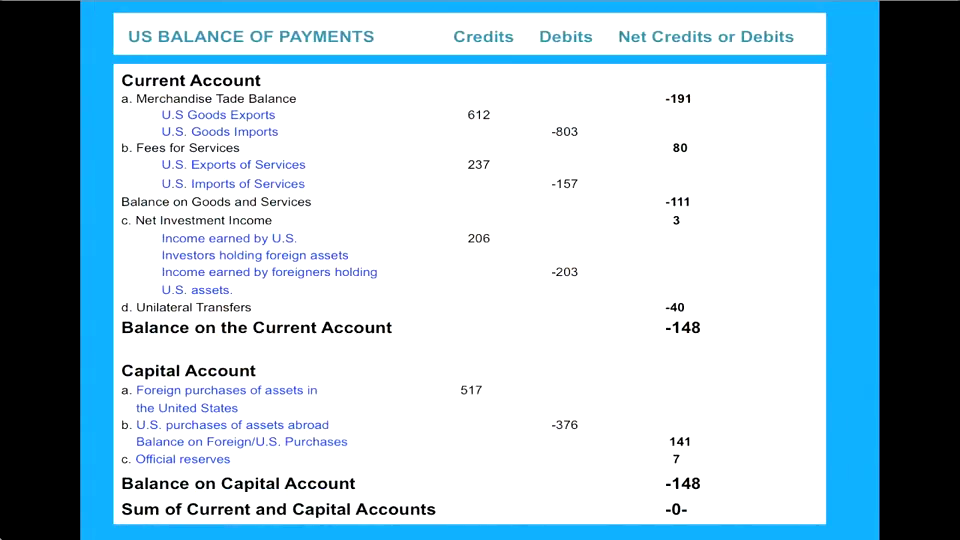 US BALANCE OF PAYMENTS Credits Debits Net Credits or Debits
Current Account
a. Merchandise Tade Balance -191
U.S Goods Exports 612
U.S. Goods Imports -803
b. Fees for Services 80
U.S. Exports of Services 237
U.S. Imports of Services -157
Balance on Goods and Services -111
c. Net Investment Income 3
Income earned by U.S. 206
Investors holding foreign assets
Income earned by foreigners holding -203
U.S. assets.
d. Unilateral Transfers -40
Balance on the Current Account -148
Capital Account
a. Foreign purchases of assets in 517
the United States
b. U.S. purchases of assets abroad -376
Balance on Foreign/U.S. Purchases 141
c. Official reserves 7
Balance on Capital Account -148
Sum of Current and Capital Accounts -0-